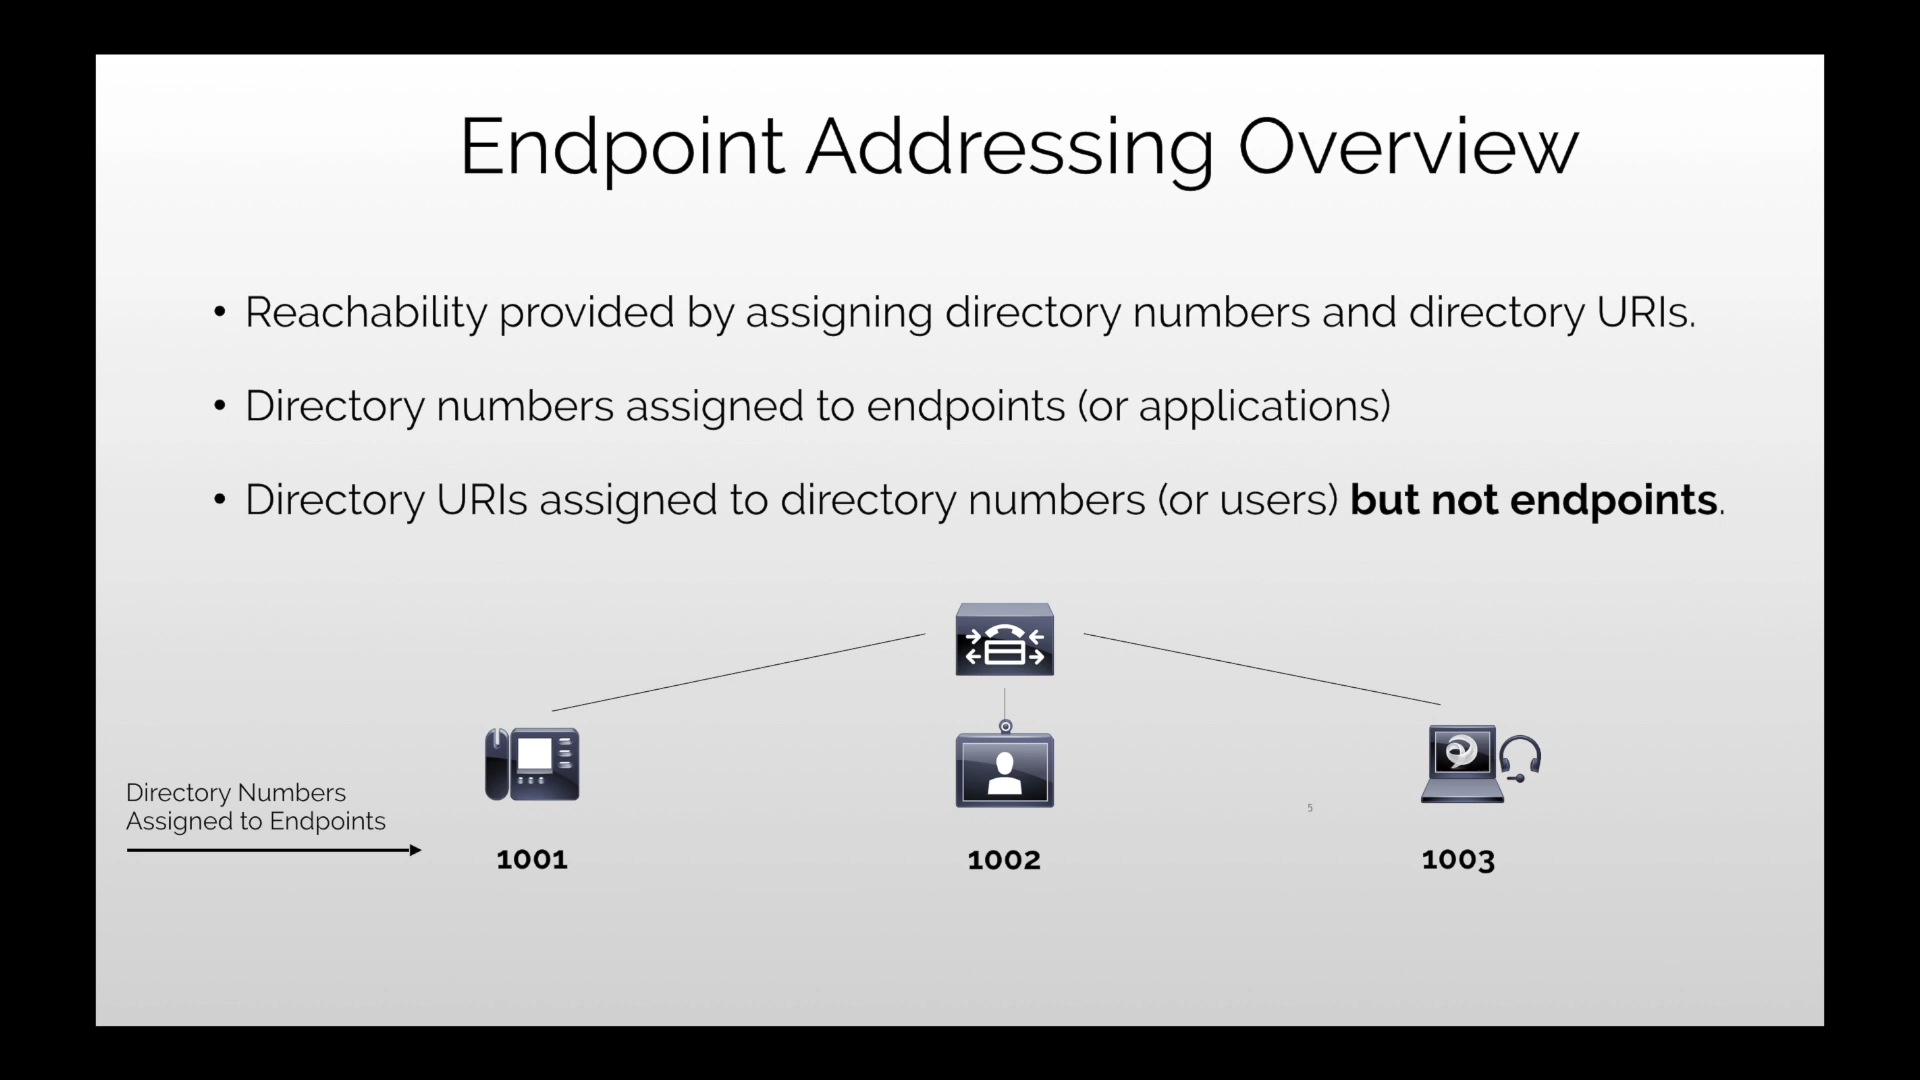 Endpoint Addressing Overview
• Reachability provided by assigning directory numbers and directory URIs.
• Directory numbers assigned to endpoints (or applications)
• Directory URIs assigned to directory numbers (or users) but not endpoints.
Directory Numbers
Assigned to Endpoints
5
1001
1002
1003